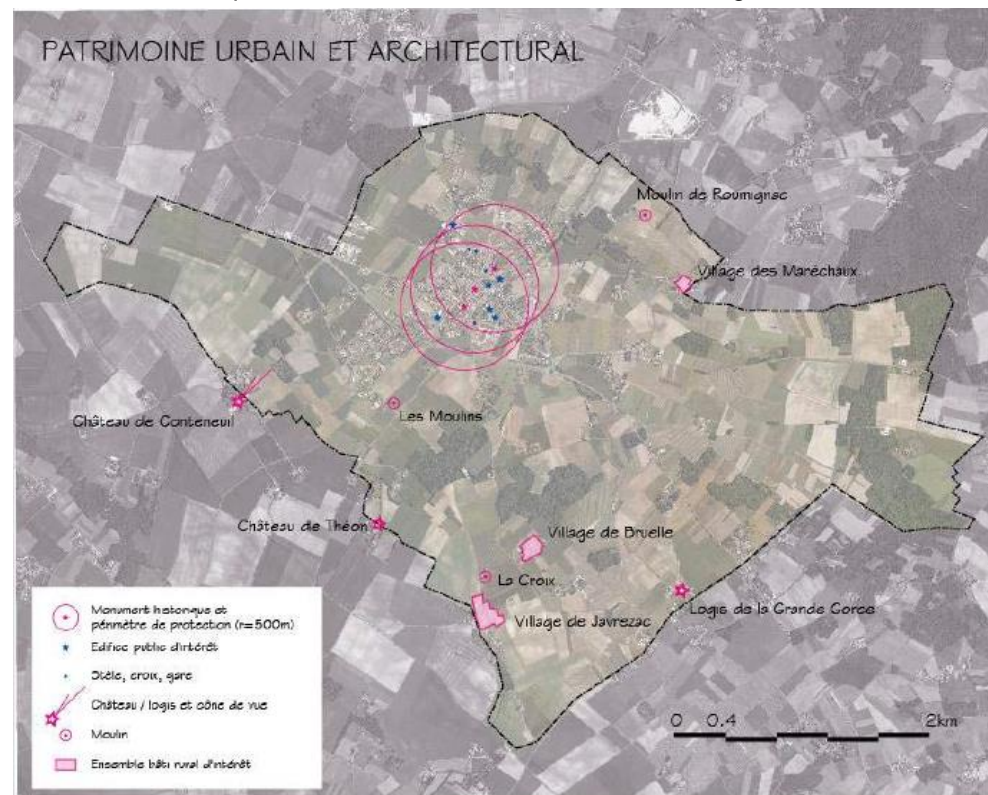 PATRIMOINE URBAIN ET ARCHITECTURAL
Moulin de Roumignac
Village des Maréchaux
Les Moulins
Château de Conteneuil
Château de Théon
Village de Bruelle
La Croix
Logis de la Grande Gorce
Village de Javrezac
Monument historique et
périmètre de protection (r=500m)
Edifice public d'intérêt
Stèle, croix, gare
Château / logis et cône de vue
Moulin
Ensemble bâti rural d'intérêt
0 0.4 2km